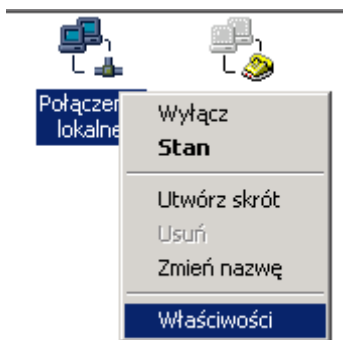 Połączen
lokalne
Wyłącz
Stan
Utwórz skrót
Usuń
Zmień nazwę
Właściwości